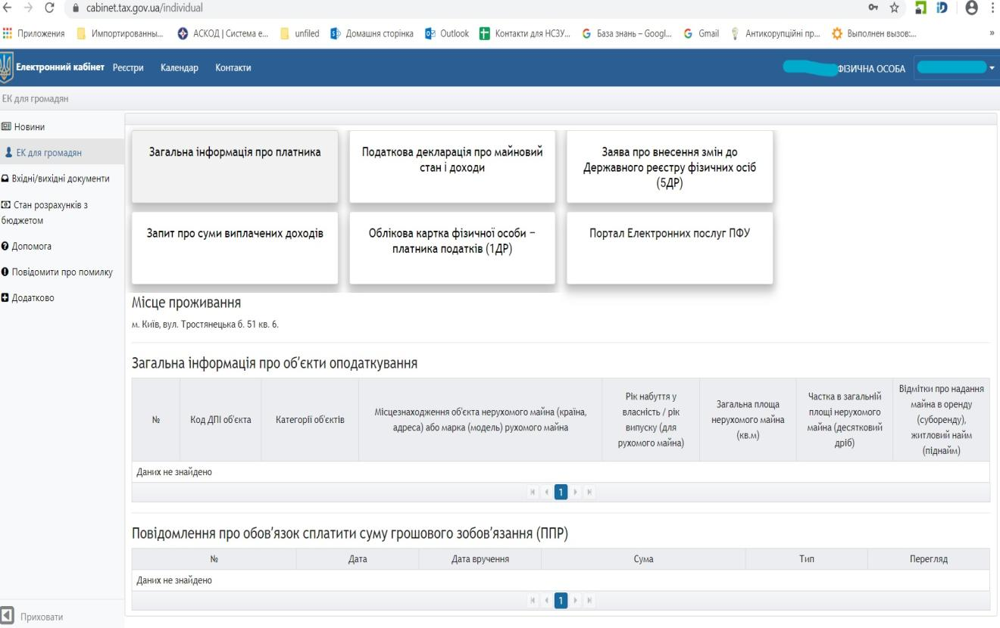 cabinet.tax.gov.ua/individual
Приложения Импортированны... АСКОД | Система е... unfiled Домашня сторінка Outlook Контакти для НСЗУ... База знань – Googl... Gmail Антикорупційні пр... Выполнен вызов:... »
Електронний кабінет Реєстри Календар Контакти ФІЗИЧНА ОСОБА
ЕК для громадян
Новини
ЕК для громадян
Вхідні/вихідні документи
Стан розрахунків з
бюджетом
Допомога
Повідомити про помилку
Додатково
Приховати
Загальна інформація про платника
Податкова декларація про майновий
стан і доходи
Заява про внесення змін до
Державного реєстру фізичних осіб
(5ДР)
Запит про суми виплачених доходів
Облікова картка фізичної особи –
платника податків (1ДР)
Портал Електронних послуг ПФУ
Місце проживання
м. Київ, вул. Тростянецька б. 51 кв. 6.
Загальна інформація про об’єкти оподаткування
№
Код ДПІ об'єкта
Категорії об'єктів
Місцезнаходження об'єкта нерухомого майна (країна,
адреса) або марка (модель) рухомого майна
Рік набуття у
власність / рік
випуску (для
рухомого майна)
Загальна площа
нерухомого майна
(кв.м)
Частка в загальній
площі нерухомого
майна (десятковий
дріб)
Відмітки про надання
майна в оренду
(суборенду),
житловий найм
(піднайм)
Даних не знайдено
1
Повідомлення про обов’язок сплатити суму грошового зобов’язання (ППР)
№ Дата Дата вручення Сума Тип Перегляд
Даних не знайдено
1